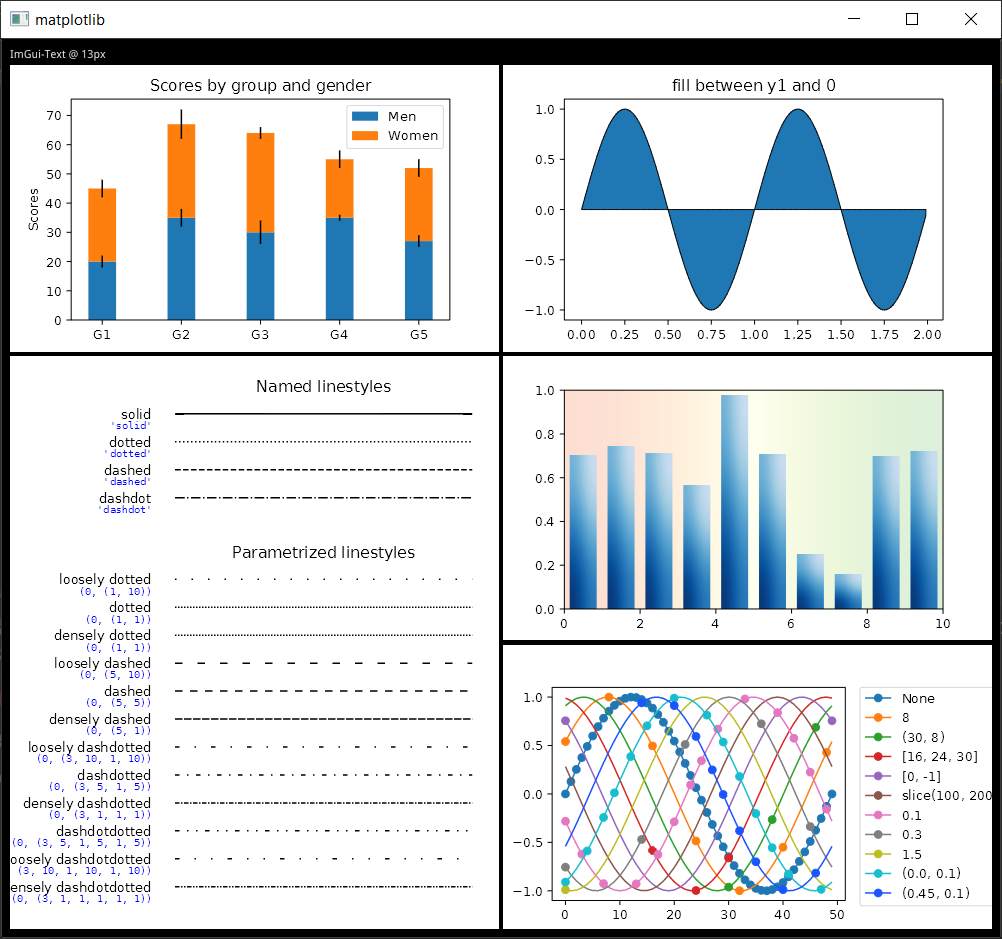 matplotlib
ImGui-Text @ 13px
Scores by group and gender
Scores
70
60
50
40
30
20
10
0
G1 G2 G3 G4 G5
Men
Women
fill between y1 and 0
1.0
0.5
0.0
−0.5
−1.0
0.00 0.25 0.50 0.75 1.00 1.25 1.50 1.75 2.00
Named linestyles
solid
'solid'
dotted
'dotted'
dashed
'dashed'
dashdot
'dashdot'
Parametrized linestyles
loosely dotted
(0, (1, 10))
dotted
(0, (1, 1))
densely dotted
(0, (1, 1))
loosely dashed
(0, (5, 10))
dashed
(0, (5, 5))
densely dashed
(0, (5, 1))
loosely dashdotted
(0, (3, 10, 1, 10))
dashdotted
(0, (3, 5, 1, 5))
densely dashdotted
(0, (3, 1, 1, 1))
dashdotdotted
(0, (3, 5, 1, 5, 1, 5))
oosely dashdotdotted
(3, 10, 1, 10, 1, 10))
ensely dashdotdotted
(0, (3, 1, 1, 1, 1, 1))
1.0
0.8
0.6
0.4
0.2
0.0
0 2 4 6 8 10
1.0
0.5
0.0
−0.5
−1.0
0 10 20 30 40 50
None
8
(30, 8)
[16, 24, 30]
[0, -1]
slice(100, 200
0.1
0.3
1.5
(0.0, 0.1)
(0.45, 0.1)